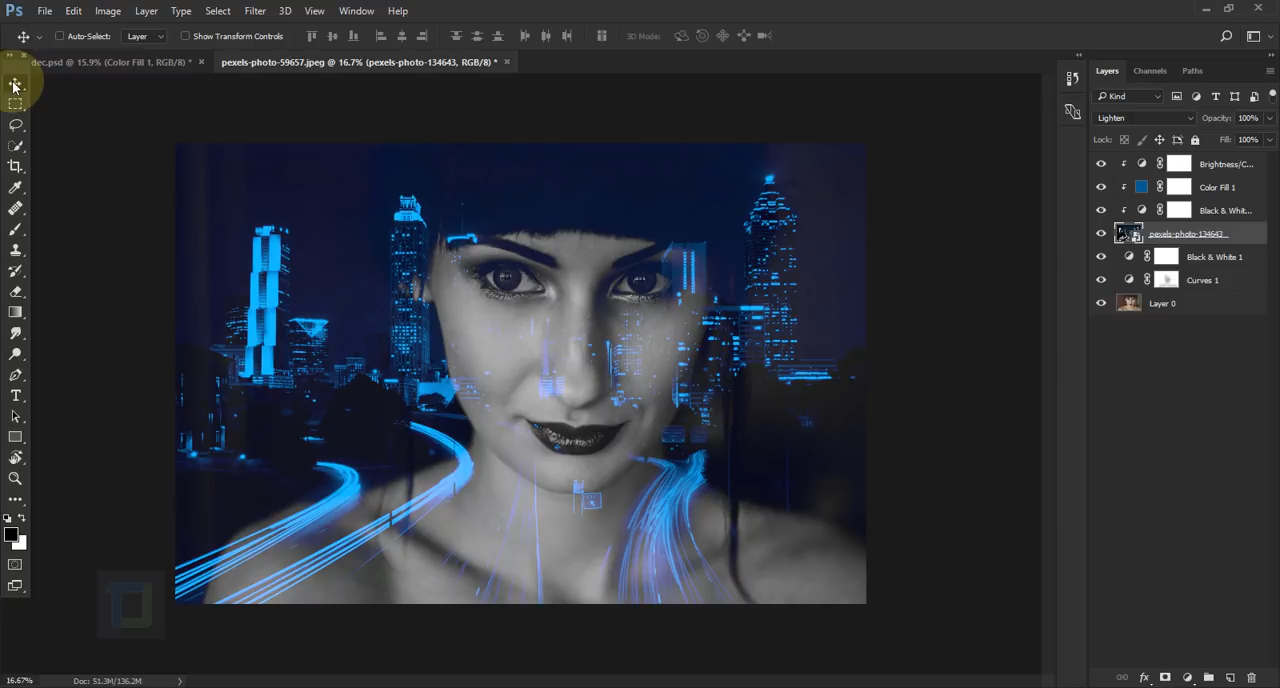 Ps File Edit Image Layer Type Select Filter 3D View Window Help
Auto-Select: Layer Show Transform Controls 3D Mode:
dec.psd @ 15.9% (Color Fill 1, RGB/8) * × pexels-photo-59657.jpeg @ 16.7% (pexels-photo-134643, RGB/8) * ×
Layers Channels Paths
Kind
Lighten Opacity: 100%
Lock: Fill: 100%
Brightness/C...
Color Fill 1
Black & Whit...
pexels-photo-134643
Black & White 1
Curves 1
Layer 0
16.67% Doc: 51.3M/136.2M